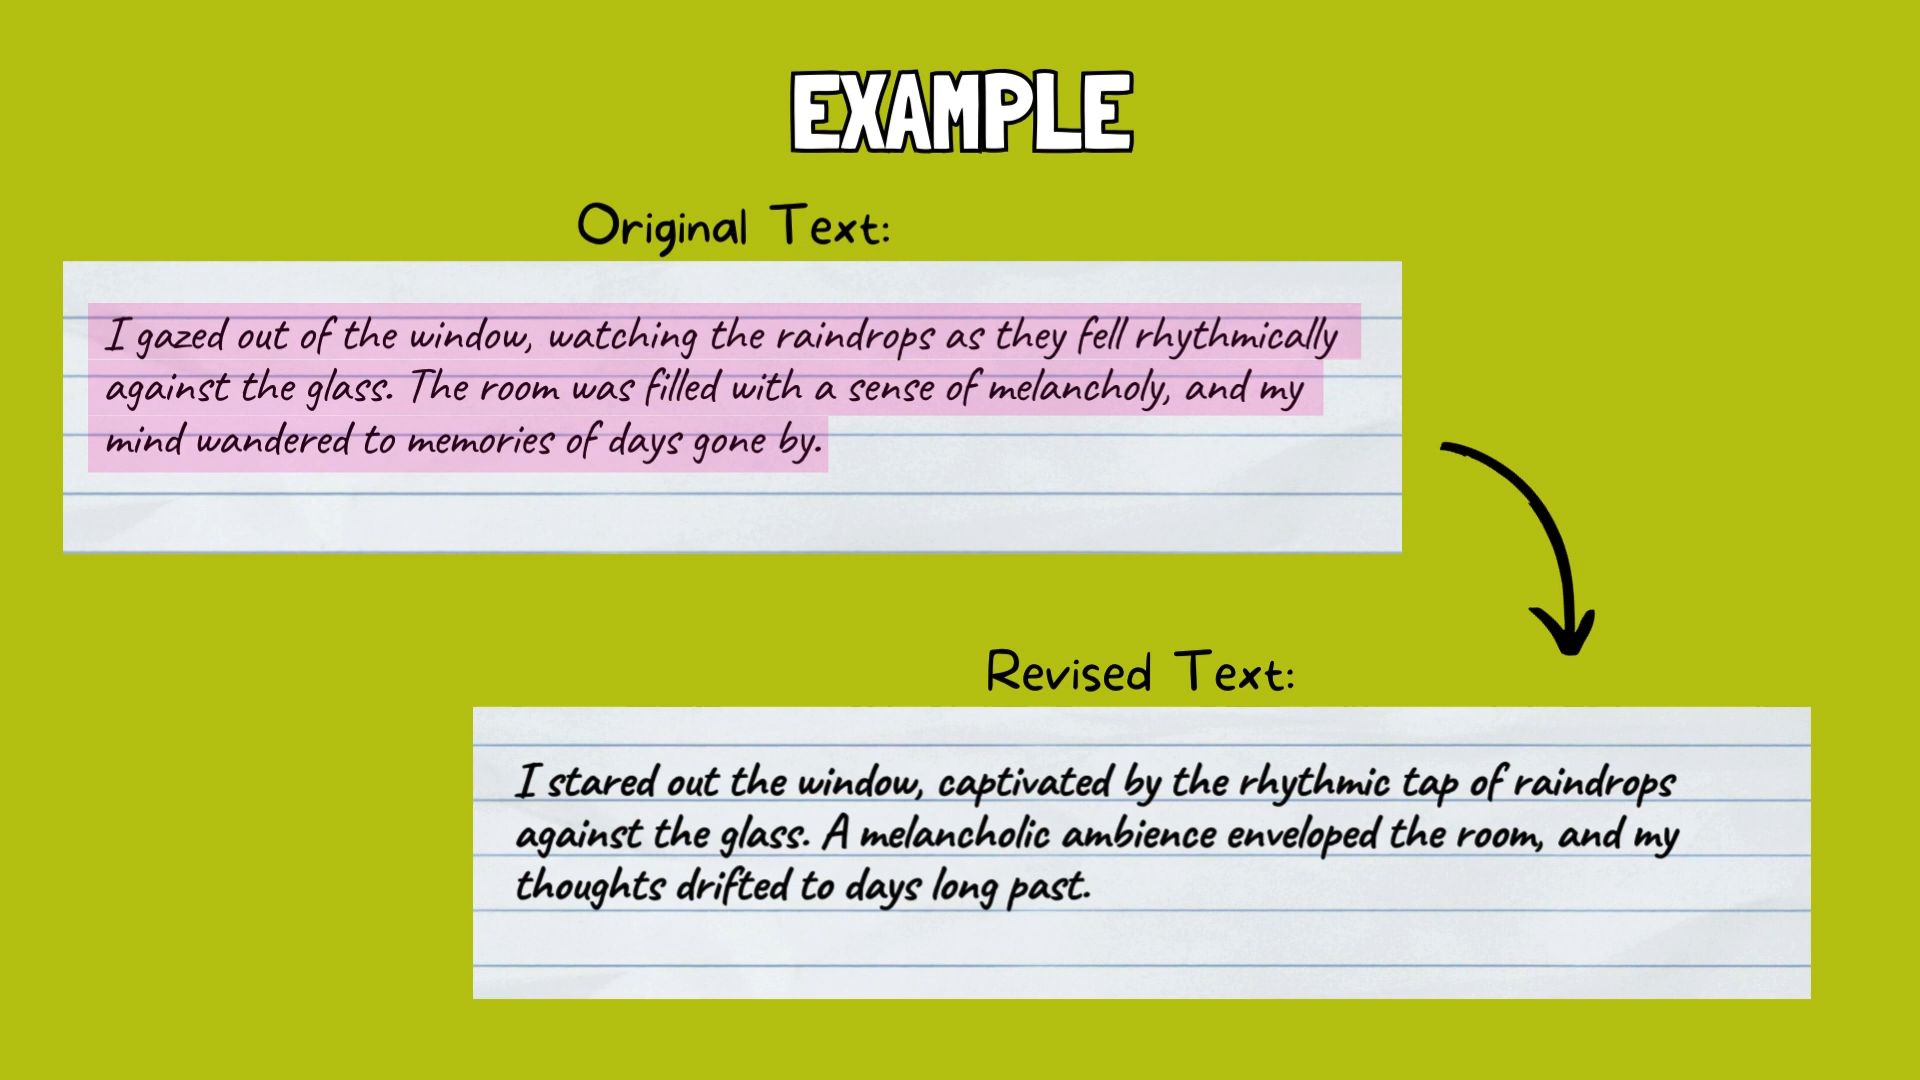 EXAMPLE
Original Text:
I gazed out of the window, watching the raindrops as they fell rhythmically
against the glass. The room was filled with a sense of melancholy, and my
mind wandered to memories of days gone by.
Revised Text:
I stared out the window, captivated by the rhythmic tap of raindrops
against the glass. A melancholic ambience enveloped the room, and my
thoughts drifted to days long past.